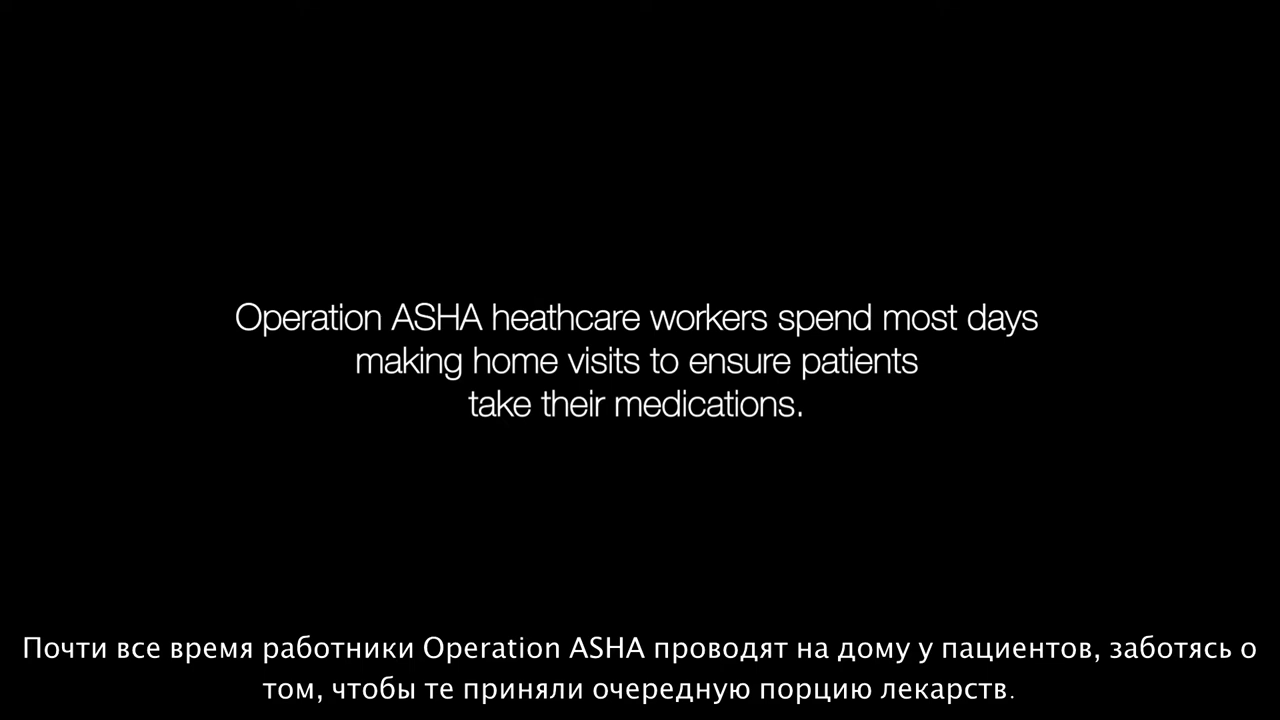 Operation ASHA heathcare workers spend most days
making home visits to ensure patients
take their medications.
Почти все время работники Operation ASHA проводят на дому у пациентов, заботясь о
том, чтобы те приняли очередную порцию лекарств.